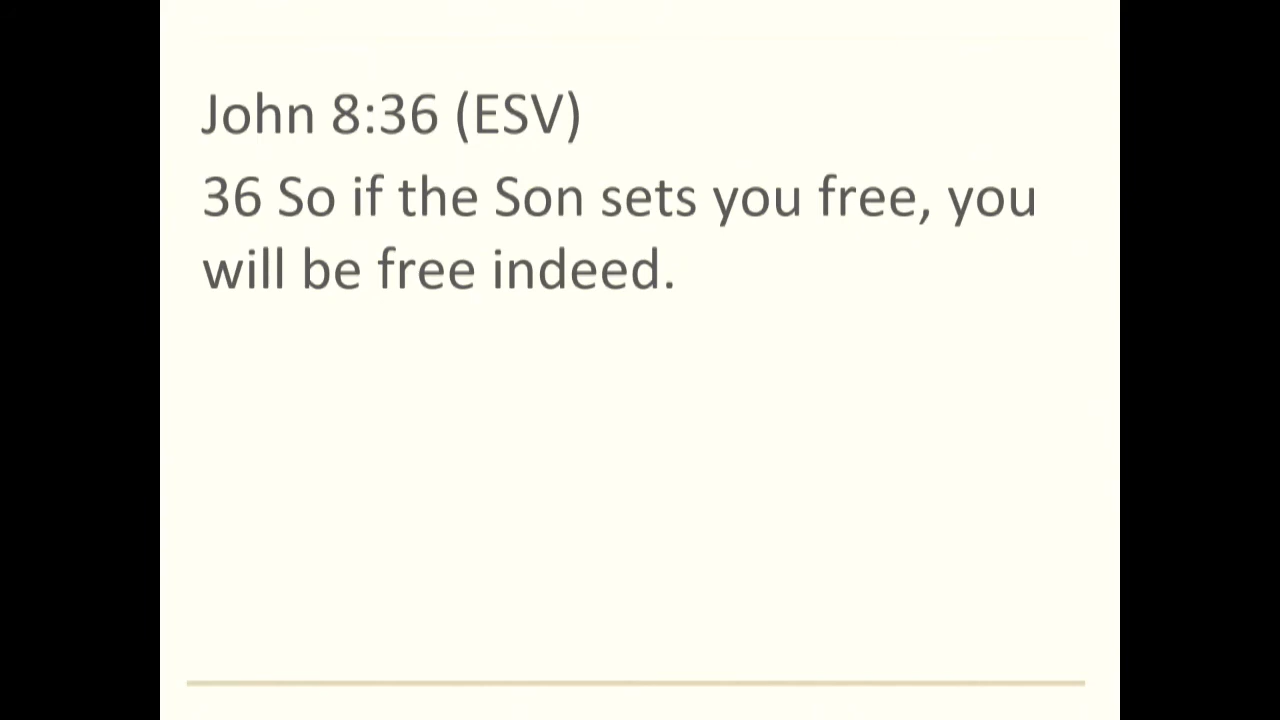 John 8:36 (ESV)
36 So if the Son sets you free, you
will be free indeed.